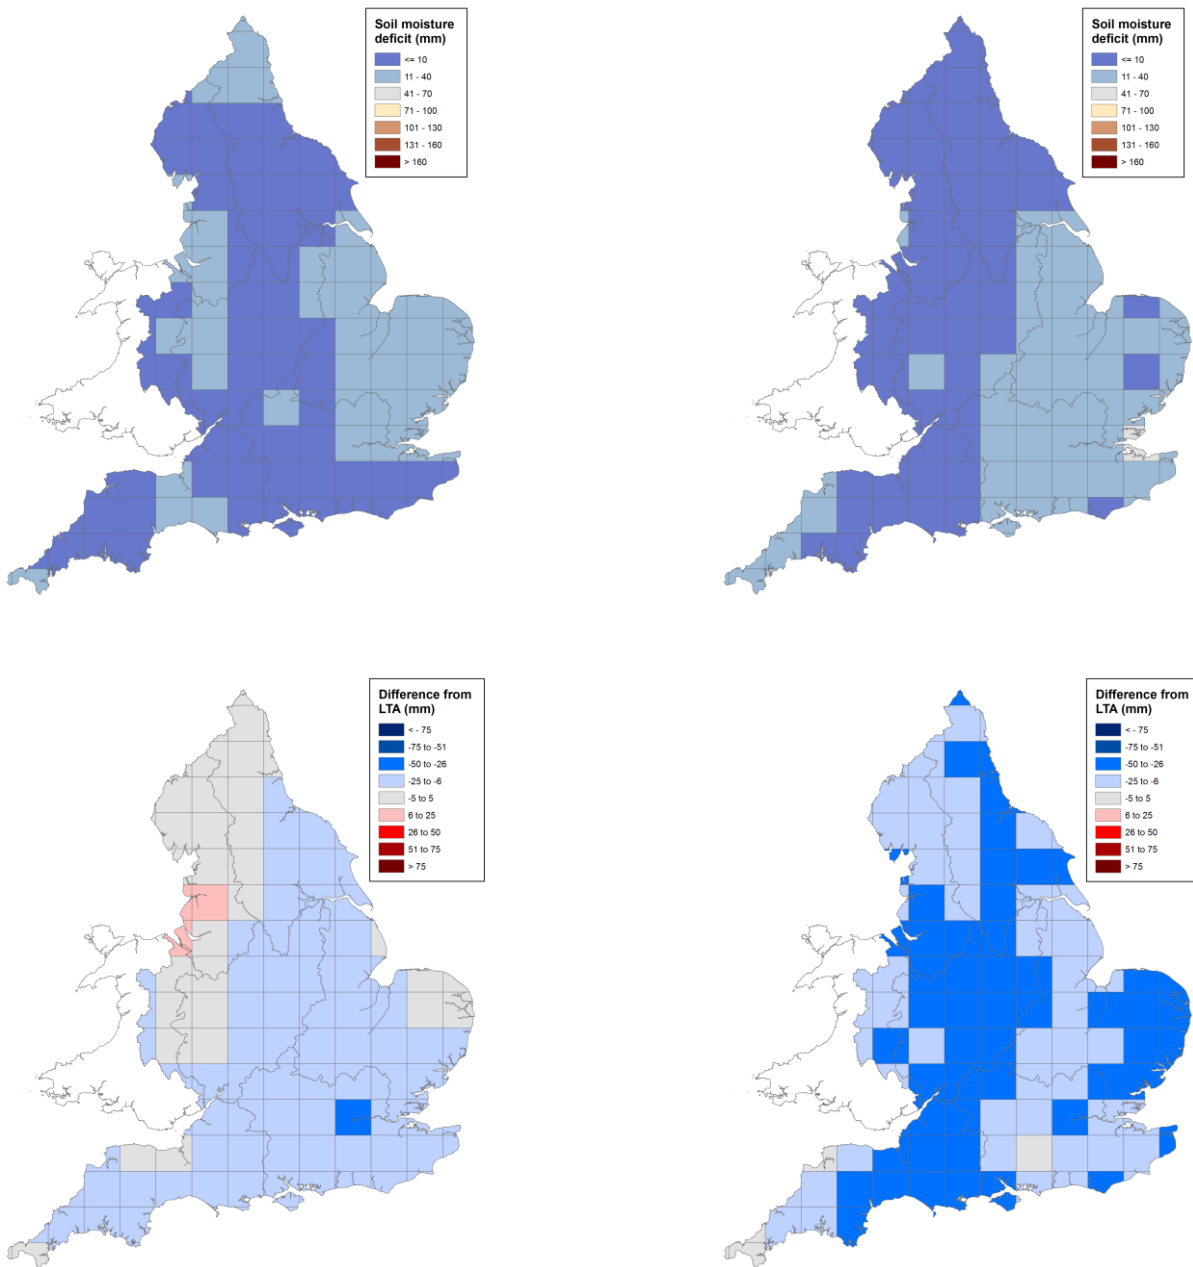 Soil moisture
deficit (mm)
<= 10
11 - 40
41 - 70
71 - 100
101 - 130
131 - 160
> 160
Soil moisture
deficit (mm)
<= 10
11 - 40
41 - 70
71 - 100
101 - 130
131 - 160
> 160
Difference from
LTA (mm)
< - 75
-75 to -51
-50 to -26
-25 to -6
-5 to 5
6 to 25
26 to 50
51 to 75
> 75
Difference from
LTA (mm)
< - 75
-75 to -51
-50 to -26
-25 to -6
-5 to 5
6 to 25
26 to 50
51 to 75
> 75